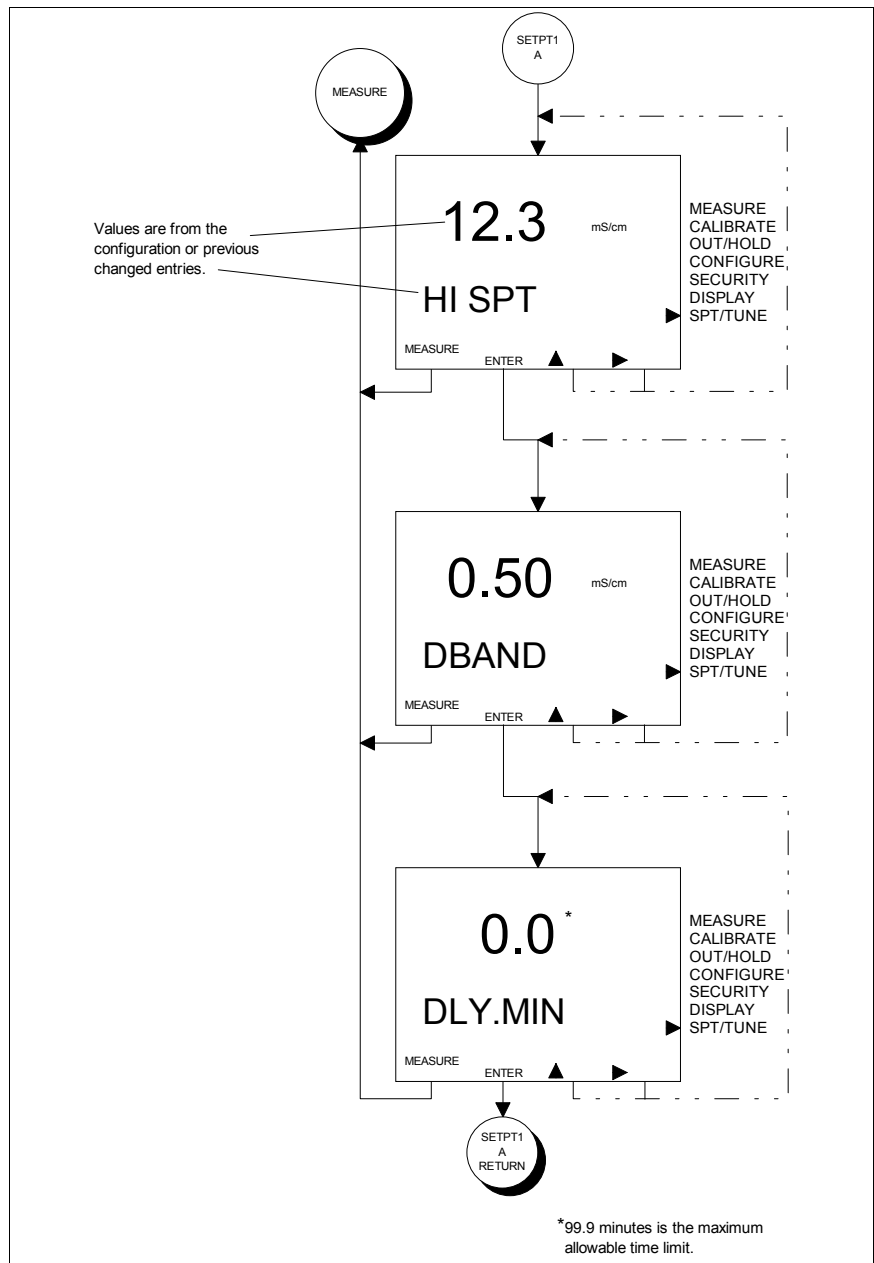 SETPT1
A
MEASURE
Values are from the
configuration or previous
changed entries.
12.3 mS/cm
HI SPT
MEASURE
ENTER
MEASURE
CALIBRATE
OUT/HOLD
CONFIGURE
SECURITY
DISPLAY
SPT/TUNE
0.50 mS/cm
DBAND
MEASURE
ENTER
MEASURE
CALIBRATE
OUT/HOLD
CONFIGURE
SECURITY
DISPLAY
SPT/TUNE
0.0 *
DLY.MIN
MEASURE
ENTER
MEASURE
CALIBRATE
OUT/HOLD
CONFIGURE
SECURITY
DISPLAY
SPT/TUNE
SETPT1
A
RETURN
*99.9 minutes is the maximum
allowable time limit.